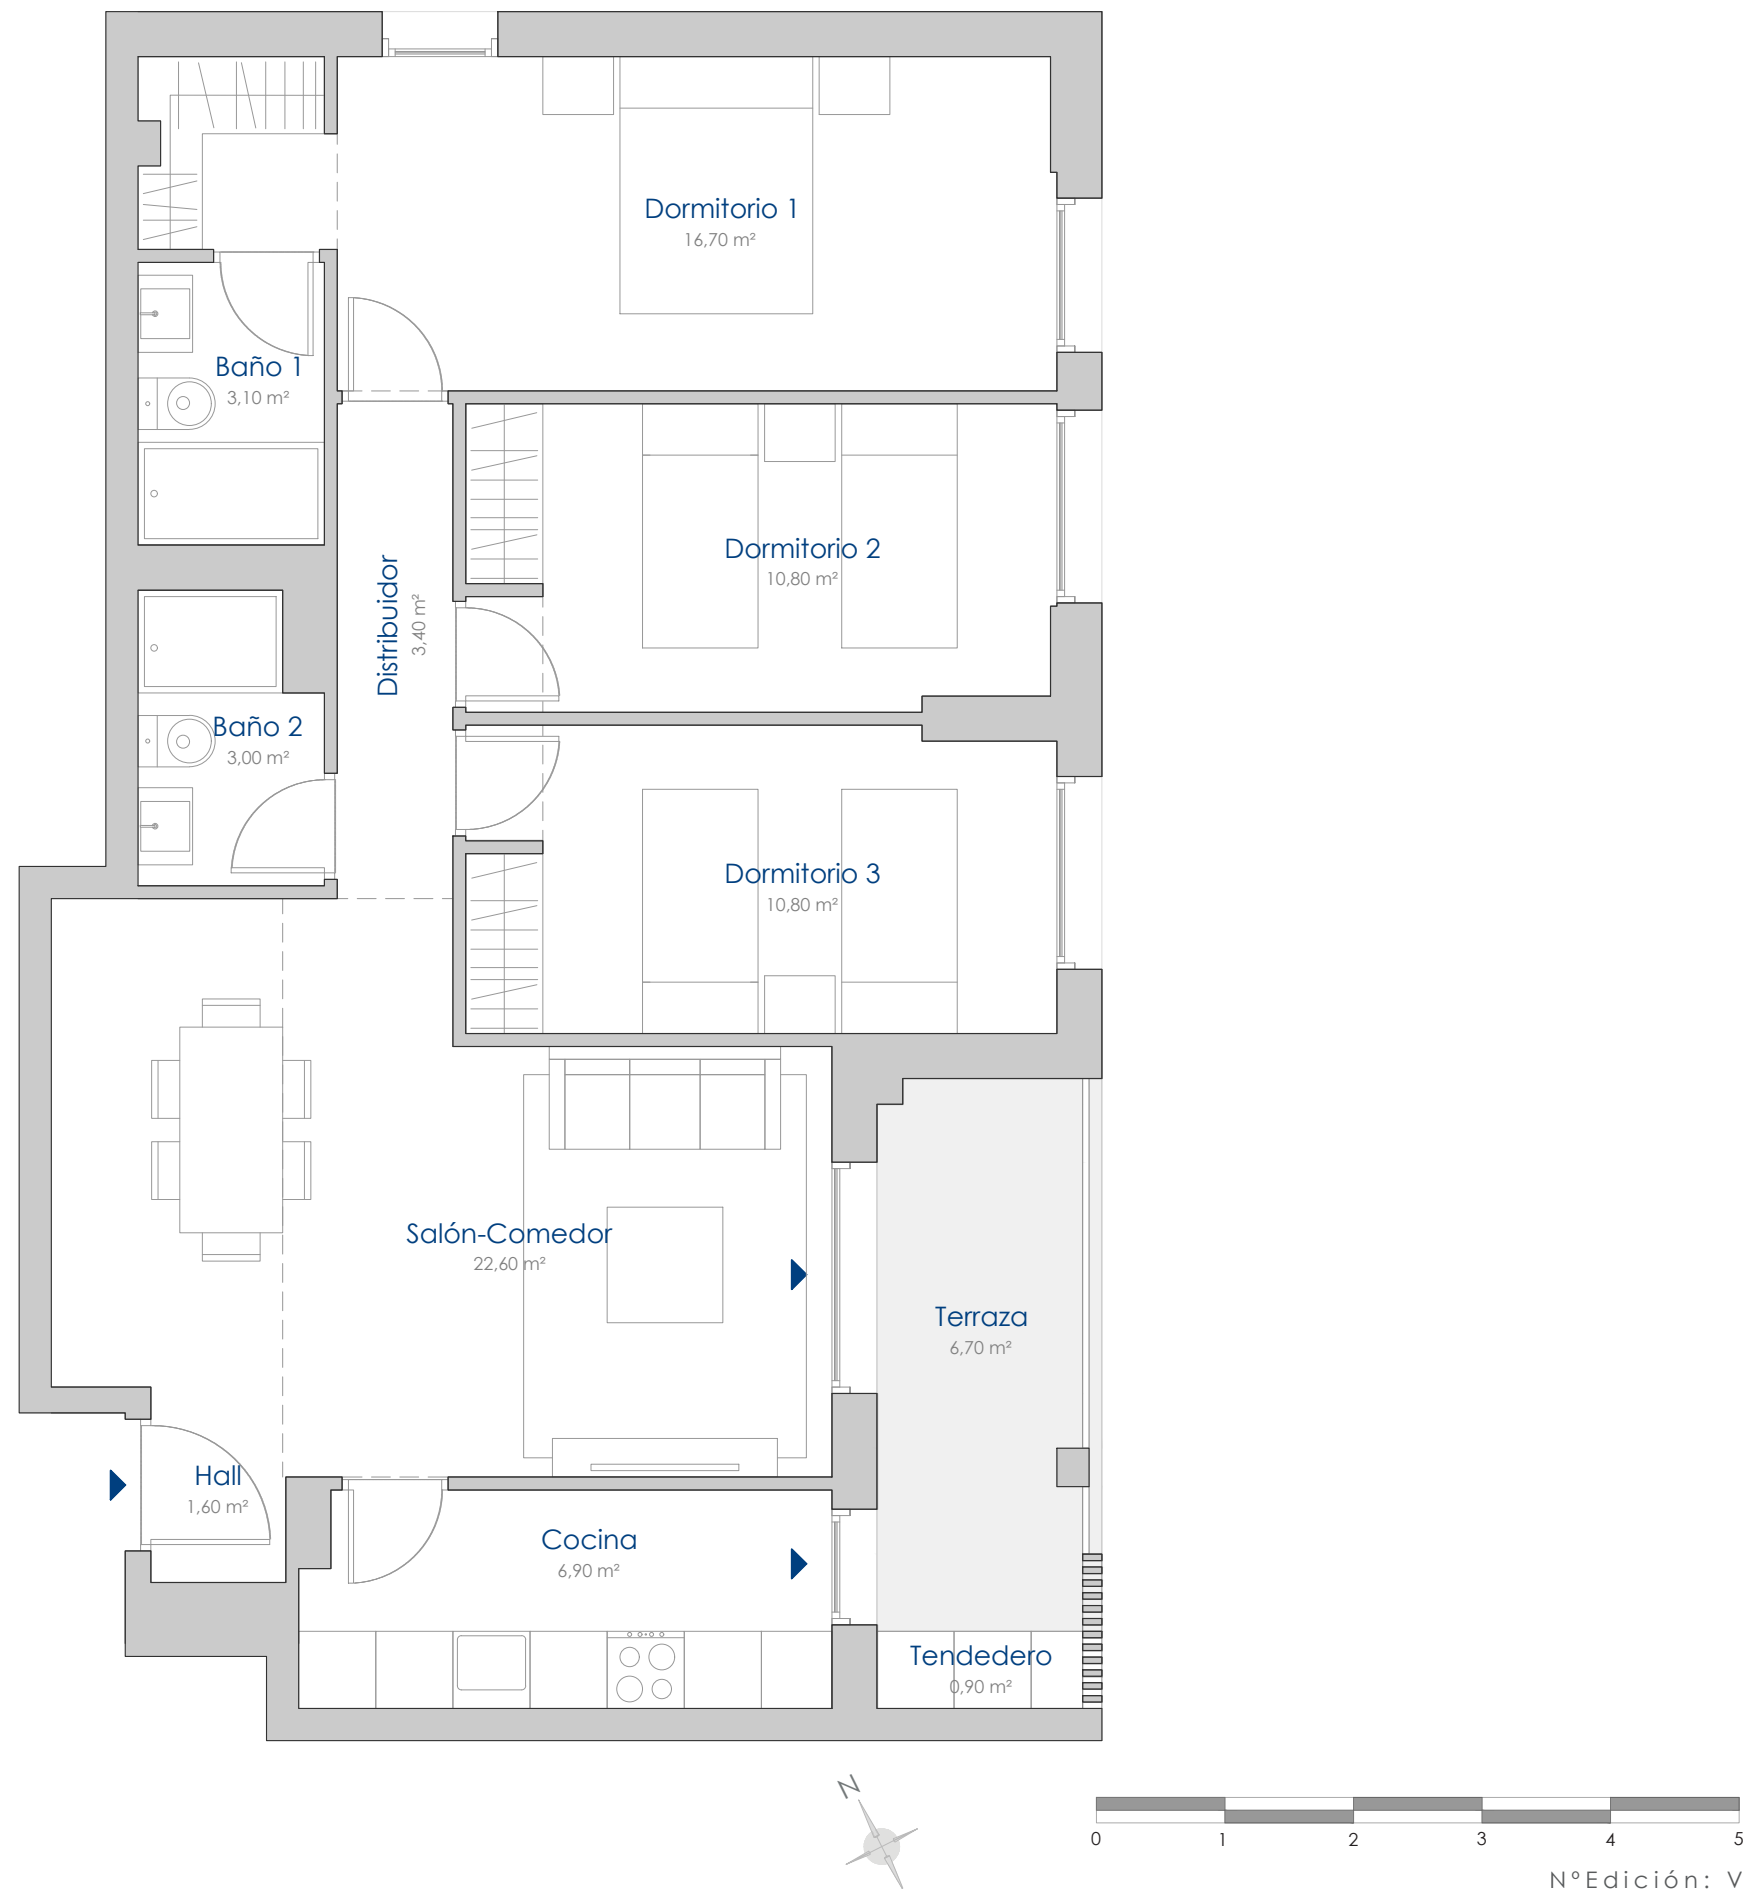 Dormitorio 1
16,70 m²
Baño 1
3,10 m²
Dormitorio 2
10,80 m²
Distribuidor
3,40 m²
Baño 2
3,00 m²
Dormitorio 3
10,80 m²
Salón-Comedor
22,60 m²
Terraza
6,70 m²
Hall
1,60 m²
Cocina
6,90 m²
Tendedero
0,90 m²
N
0 1 2 3 4 5
NºEdición: V